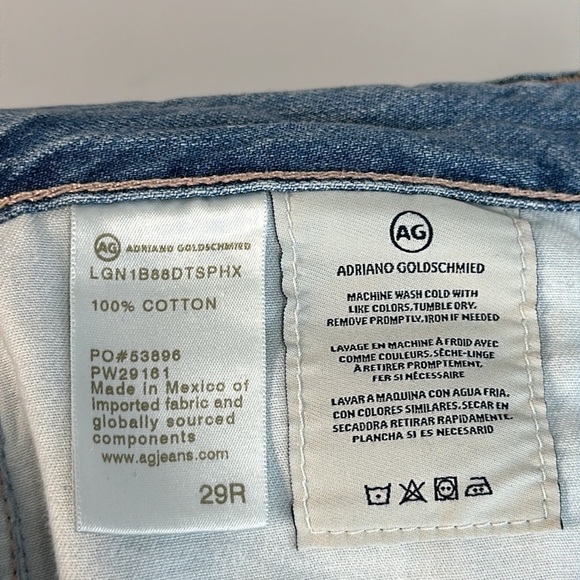 AG ADRIANO GOLDSCHMIED
LGN1B88DTSPHX
100% COTTON
PO#53896
PW29161
Made in Mexico of
imported fabric and
globally sourced
components
www.agjeans.com
29R
AG
ADRIANO GOLDSCHMIED
MACHINE WASH COLD WITH
LIKE COLORS, TUMBLE DRY.
REMOVE PROMPTLY. IRON IF NEEDED
LAVAGE EN MACHINE À FROID AVEC
COMME COULEURS, SÈCHE-LINGE
A RETIRER PROMPTEMENT,
FER SI NÉCESSAIRE
LAVAR A MAQUINA CON AGUA FRIA.
CON COLORES SIMILARES. SECAR EN
SECADORA RETIRAR RAPIDAMENTE.
PLANCHA SI ES NECESARIO